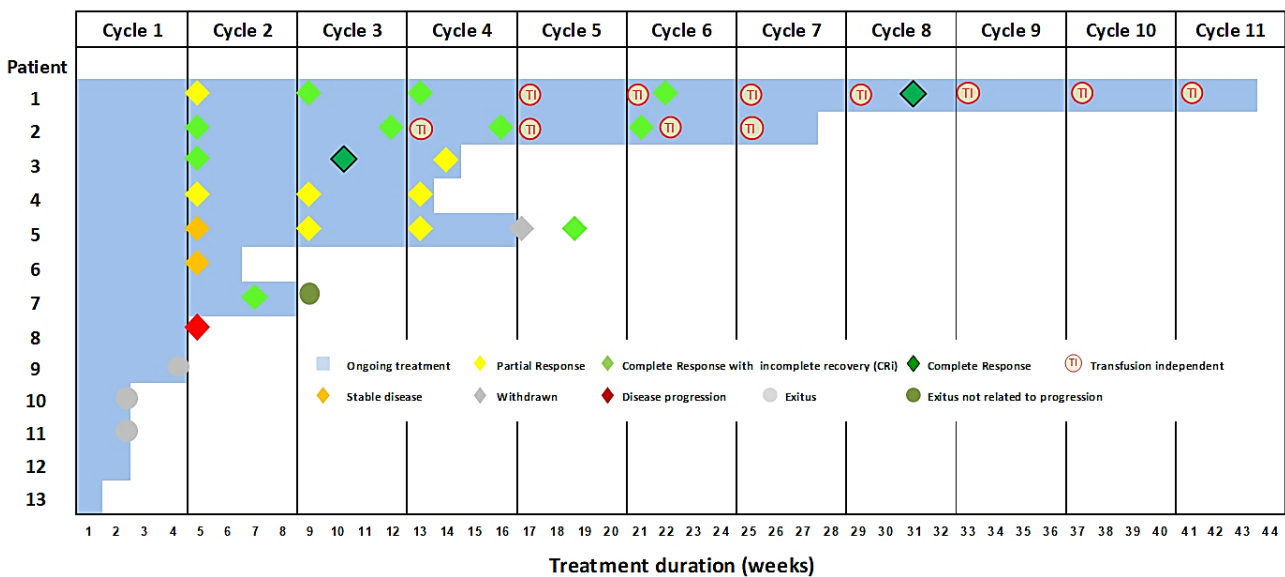 Cycle 1 Cycle 2 Cycle 3 Cycle 4 Cycle 5 Cycle 6 Cycle 7 Cycle 8 Cycle 9 Cycle 10 Cycle 11
Patient
1 TI TI TI TI TI TI TI
2 TI TI TI TI
3
4
5
6
7
8
9
10
11
12
13
Ongoing treatment Partial Response Complete Response with incomplete recovery (CRi) Complete Response TI Transfusion independent
Stable disease Withdrawn Disease progression Exitus Exitus not related to progression
1 2 3 4 5 6 7 8 9 10 11 12 13 14 15 16 17 18 19 20 21 22 23 24 25 26 27 28 29 30 31 32 33 34 35 36 37 38 39 40 41 42 43 44
Treatment duration (weeks)